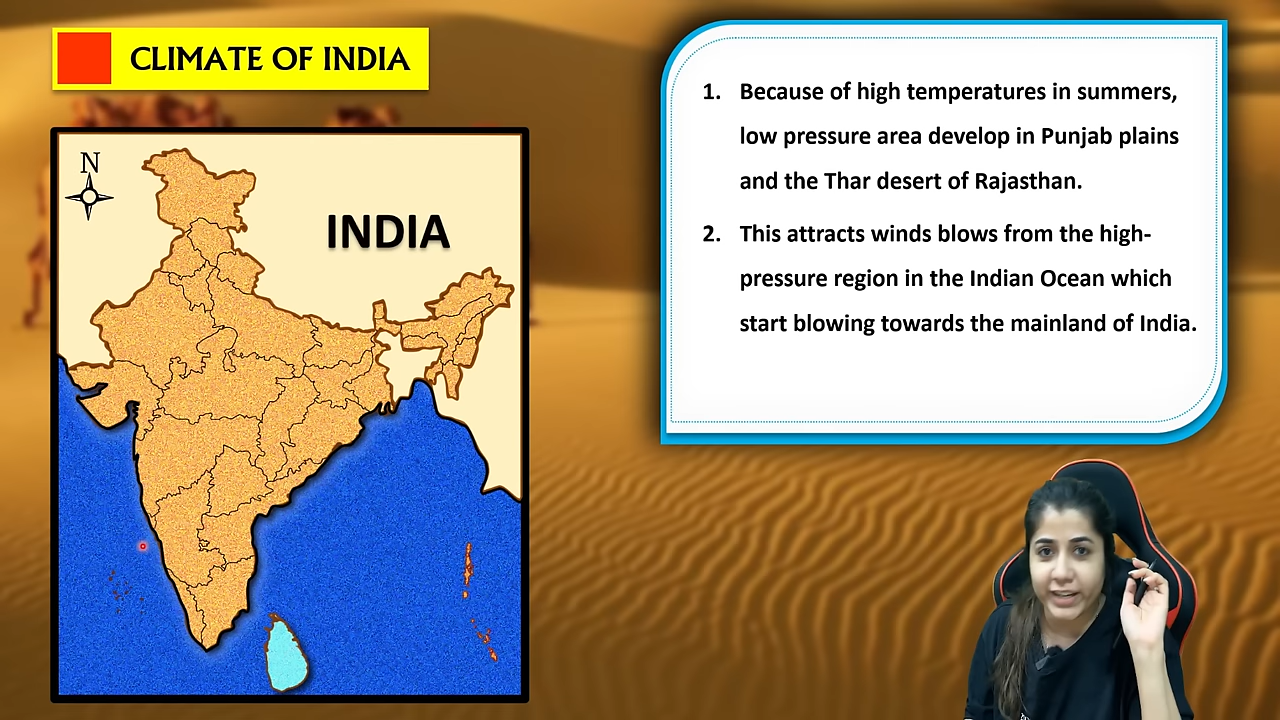 CLIMATE OF INDIA
N
INDIA
1. Because of high temperatures in summers,
low pressure area develop in Punjab plains
and the Thar desert of Rajasthan.
2. This attracts winds blows from the high-
pressure region in the Indian Ocean which
start blowing towards the mainland of India.